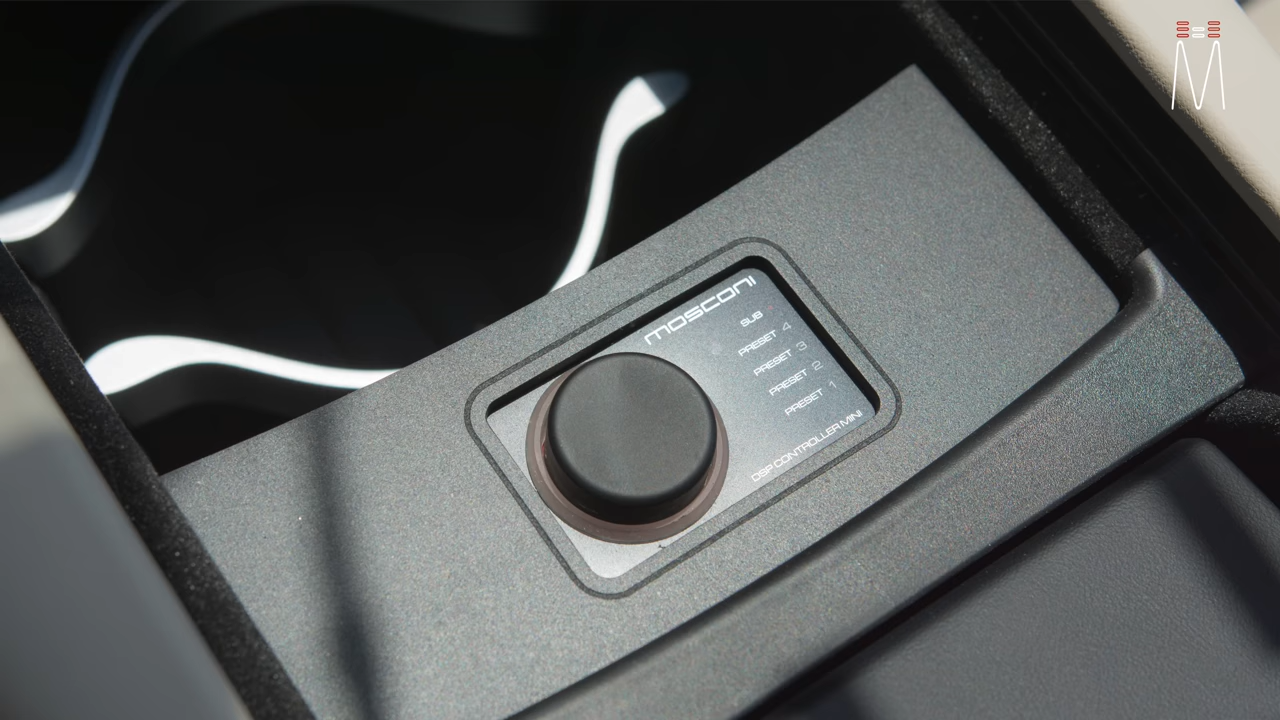 MOSCONI
SUB
PRESET 4
PRESET 3
PRESET 2
PRESET 1
DSP CONTROLLER MINI